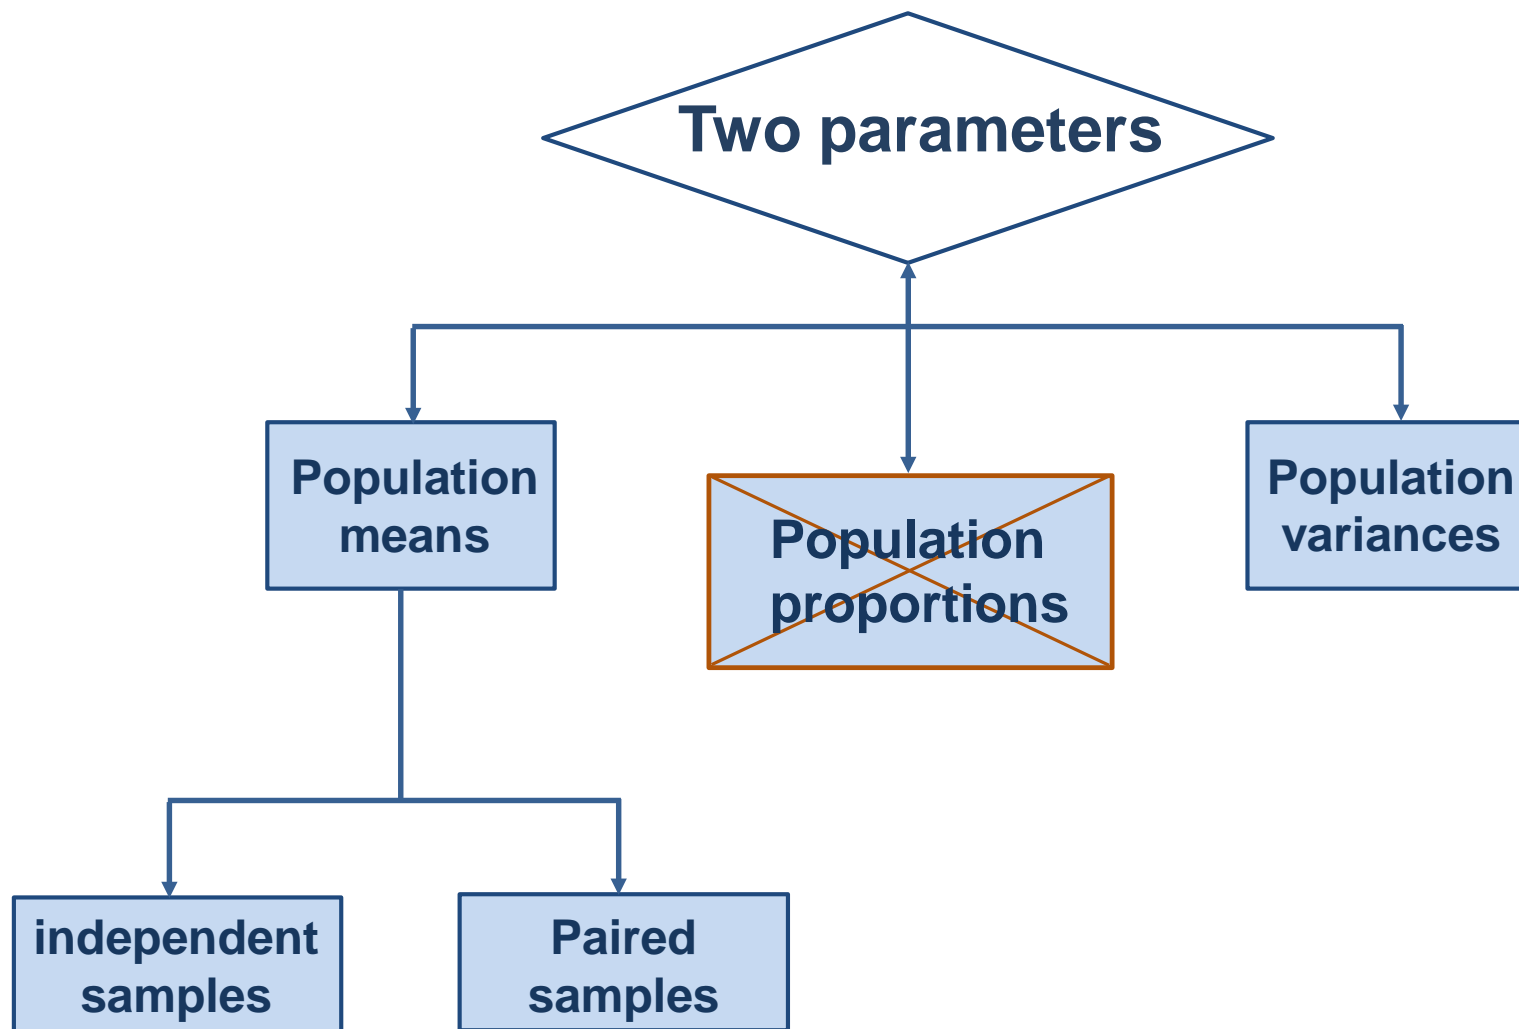 Two parameters
Population
means
Population
proportions
Population
variances
independent
samples
Paired
samples